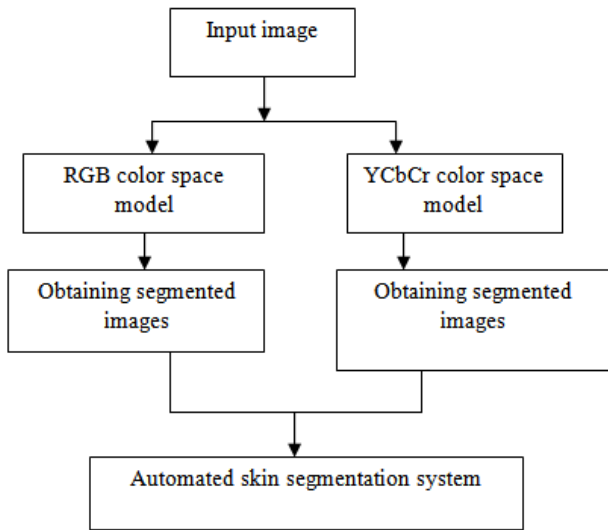 Input image
RGB color space
model
YCbCr color space
model
Obtaining segmented
images
Obtaining segmented
images
Automated skin segmentation system